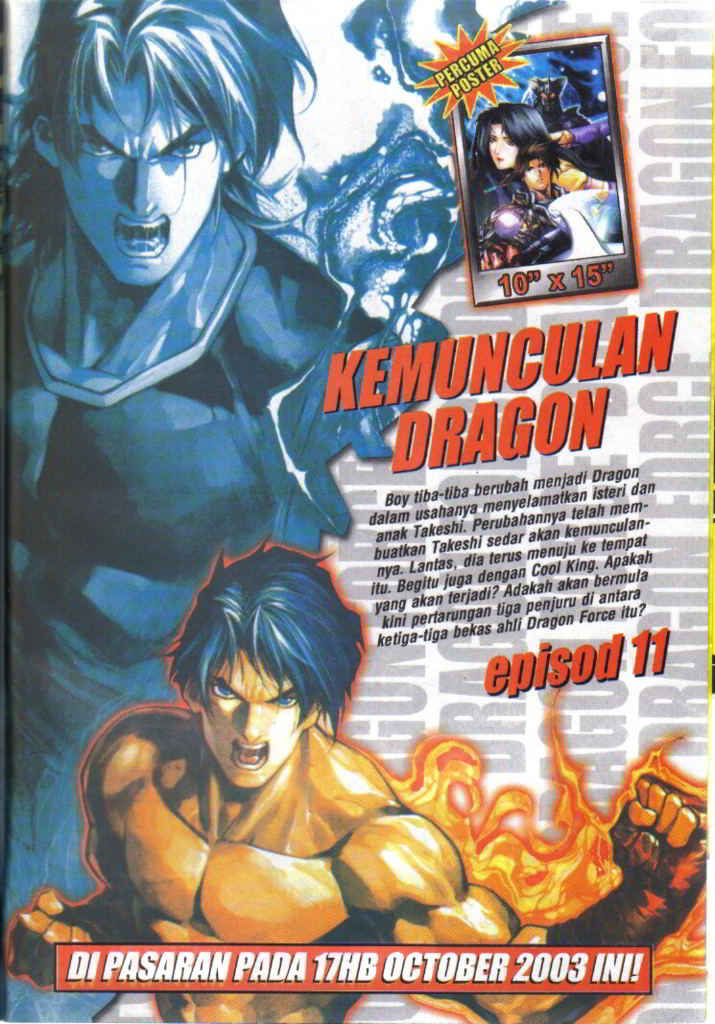 PERCUMA
POSTER
10" x 15"
KEMUNCULAN
DRAGON
Boy tiba-tiba berubah menjadi Dragon
dalam usahanya menyelamatkan isteri dan
anak Takeshi. Perubahannya telah mem-
buatkan Takeshi sedar akan kemunculan-
nya. Lantas, dia terus menuju ke tempat
itu. Begitu juga dengan Cool King. Apakah
yang akan terjadi? Adakah akan bermula
kini pertarungan tiga penjuru di antara
ketiga-tiga bekas ahli Dragon Force itu?
episod 11
DI PASARAN PADA 17HB OCTOBER 2003 INI!
DRAGON FORCE